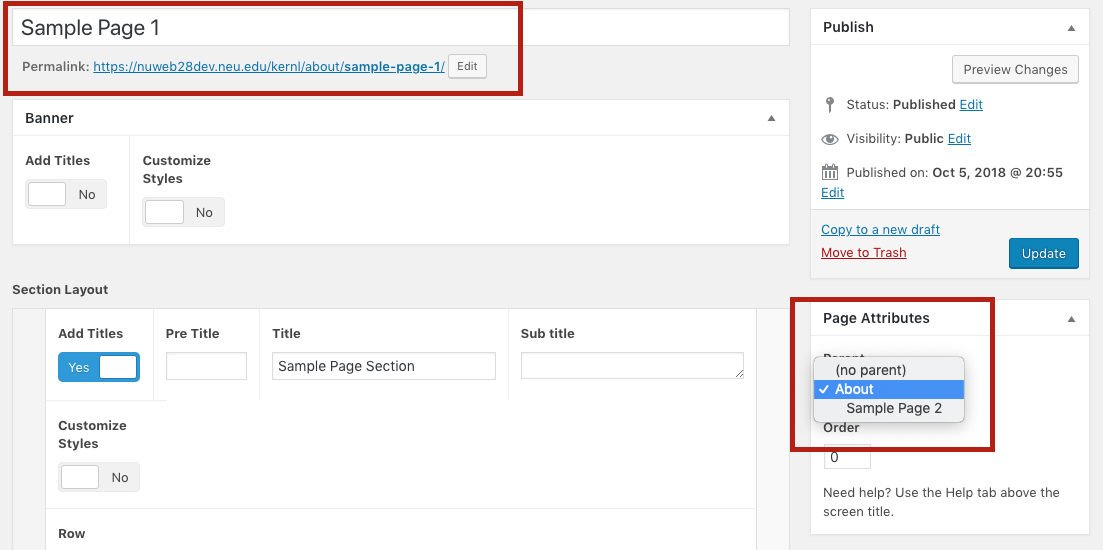 Sample Page 1
Permalink: https://nuweb28dev.neu.edu/kernl/about/sample-page-1/ Edit
Banner
Add Titles
No
Customize
Styles
No
Section Layout
Add Titles
Yes
Pre Title
Title
Sample Page Section
Sub title
Customize
Styles
No
Row
Publish
Preview Changes
Status: Published Edit
Visibility: Public Edit
Published on: Oct 5, 2018 @ 20:55
Edit
Copy to a new draft
Move to Trash
Update
Page Attributes
Parent
(no parent)
About
Sample Page 2
Order
0
Need help? Use the Help tab above the
screen title.